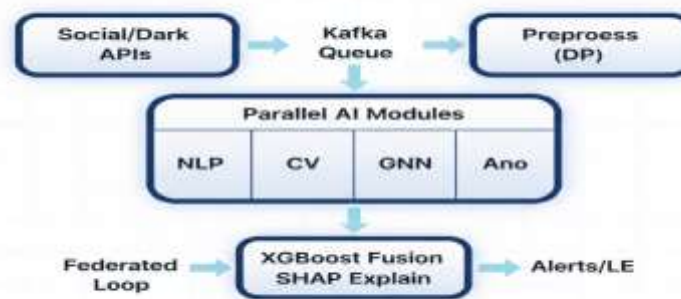 Social/Dark
APIs
Kafka
Queue
Preproess
(DP)
Parallel AI Modules
NLP CV GNN Ano
Federated
Loop
XGBoost Fusion
SHAP Explain
Alerts/LE